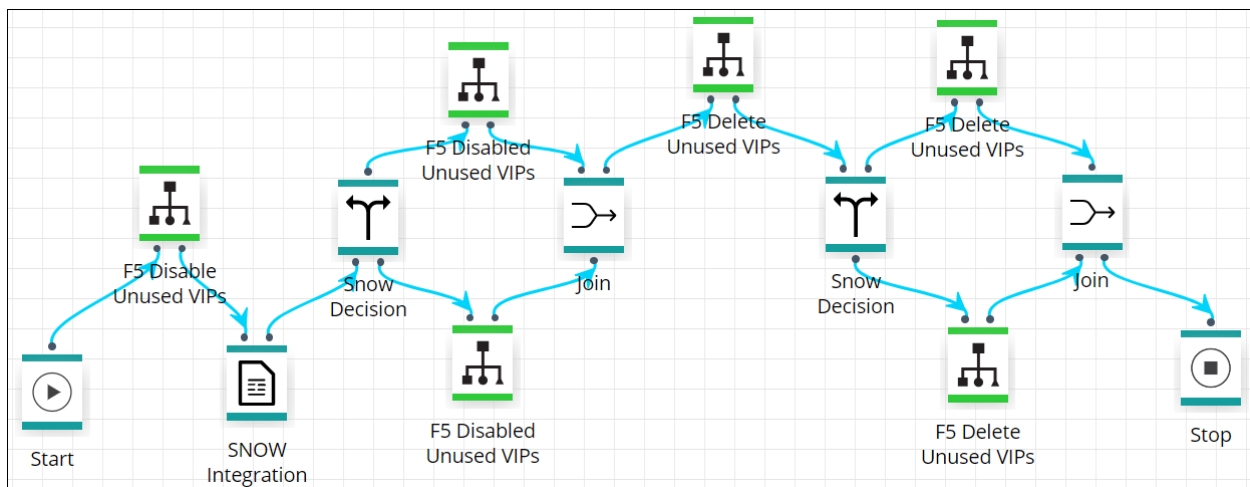 Start
F5 Disable
Unused VIPs
SNOW
Integration
Snow
Decision
F5 Disabled
Unused VIPs
F5 Disabled
Unused VIPs
Join
F5 Delete
Unused VIPs
Snow
Decision
F5 Delete
Unused VIPs
F5 Delete
Unused VIPs
Join
Stop